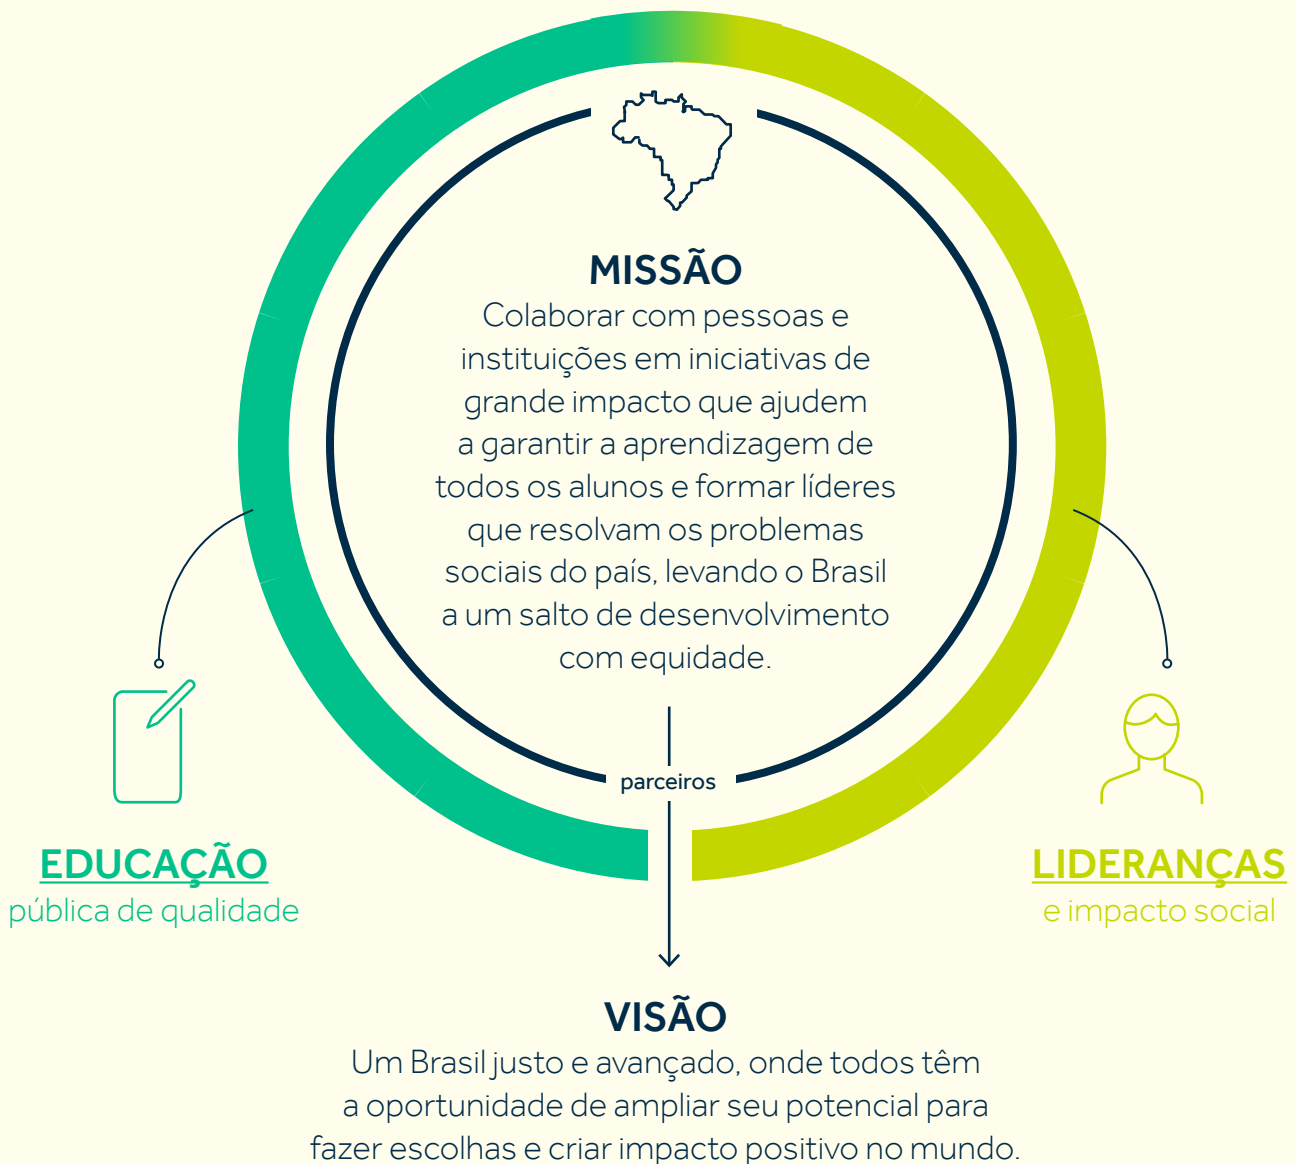 MISSÃO
Colaborar com pessoas e
instituições em iniciativas de
grande impacto que ajudem
a garantir a aprendizagem de
todos os alunos e formar líderes
que resolvam os problemas
sociais do país, levando o Brasil
a um salto de desenvolvimento
com equidade.
parceiros
EDUCAÇÃO
pública de qualidade
LIDERANÇAS
e impacto social
VISÃO
Um Brasil justo e avançado, onde todos têm
a oportunidade de ampliar seu potencial para
fazer escolhas e criar impacto positivo no mundo.